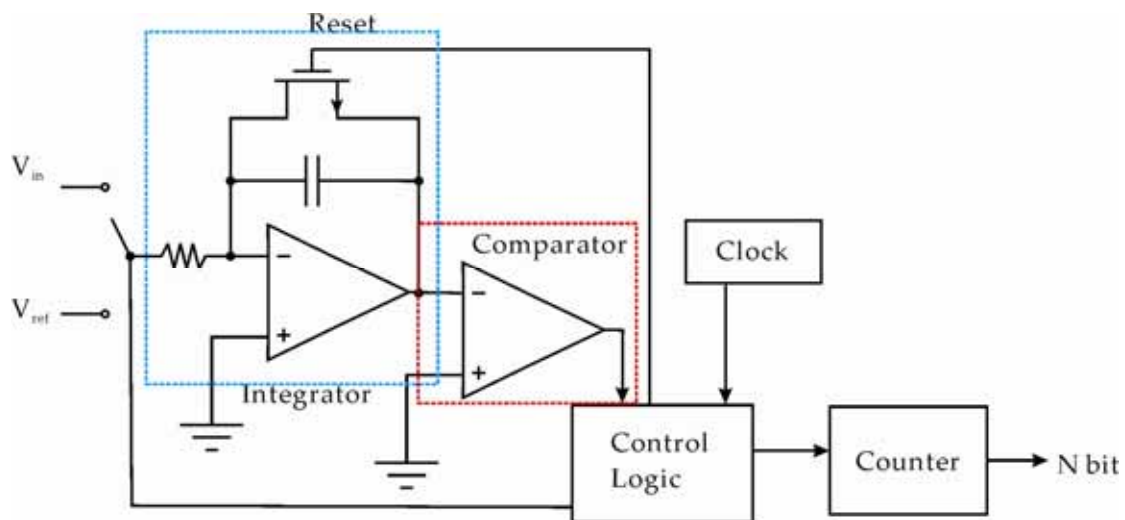 Reset
V_in
V_ref
−
+
Integrator
Comparator
−
+
Clock
Control
Logic
Counter
N bit